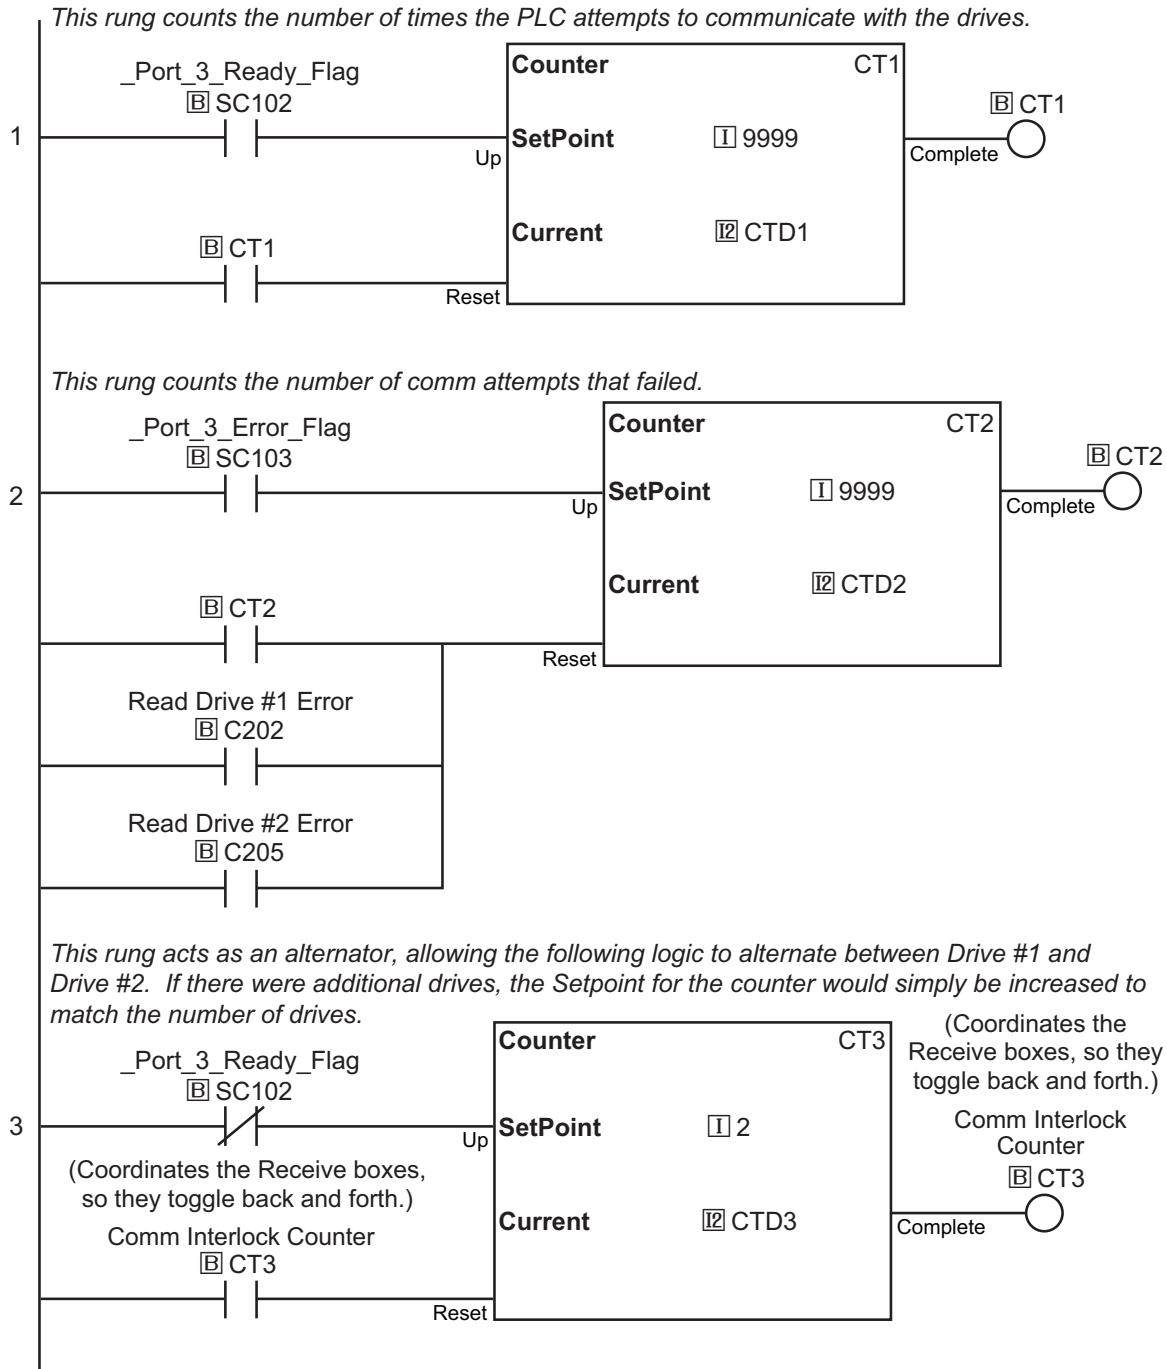 This rung counts the number of times the PLC attempts to communicate with the drives.
_Port_3_Ready_Flag
B SC102
1
Up
Counter CT1
SetPoint I 9999
Current I2 CTD1
Complete
B CT1
B CT1
Reset
This rung counts the number of comm attempts that failed.
_Port_3_Error_Flag
B SC103
2
Up
Counter CT2
SetPoint I 9999
Current I2 CTD2
Complete
B CT2
B CT2
Reset
Read Drive #1 Error
B C202
Read Drive #2 Error
B C205
This rung acts as an alternator, allowing the following logic to alternate between Drive #1 and
Drive #2. If there were additional drives, the Setpoint for the counter would simply be increased to
match the number of drives.
_Port_3_Ready_Flag
B SC102
3
Up
(Coordinates the Receive boxes,
so they toggle back and forth.)
Comm Interlock Counter
B CT3
Reset
Counter CT3
SetPoint I 2
Current I2 CTD3
Complete
(Coordinates the
Receive boxes, so they
toggle back and forth.)
Comm Interlock
Counter
B CT3